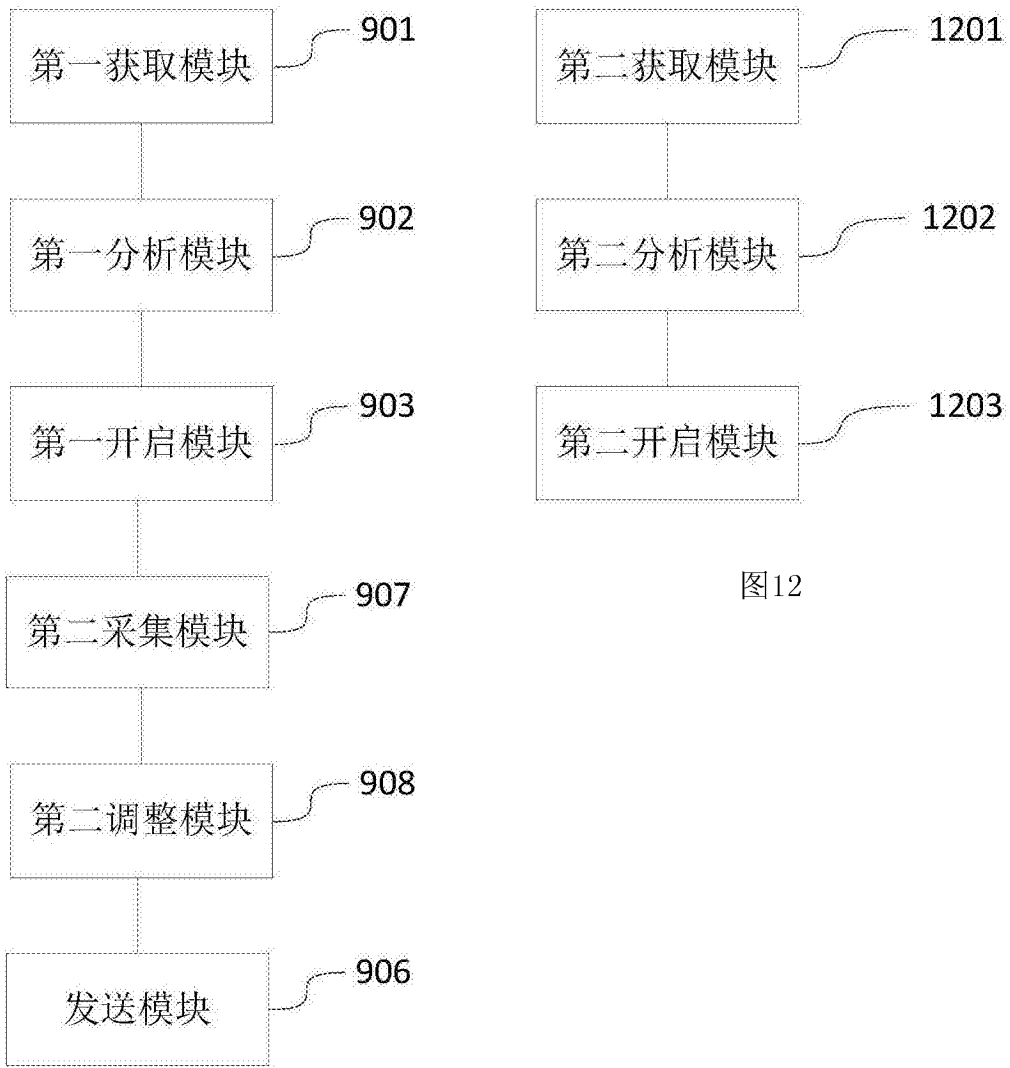 第一获取模块
901
第一分析模块
902
第一开启模块
903
第二采集模块
907
第二调整模块
908
发送模块
906
第二获取模块
1201
第二分析模块
1202
第二开启模块
1203
图12